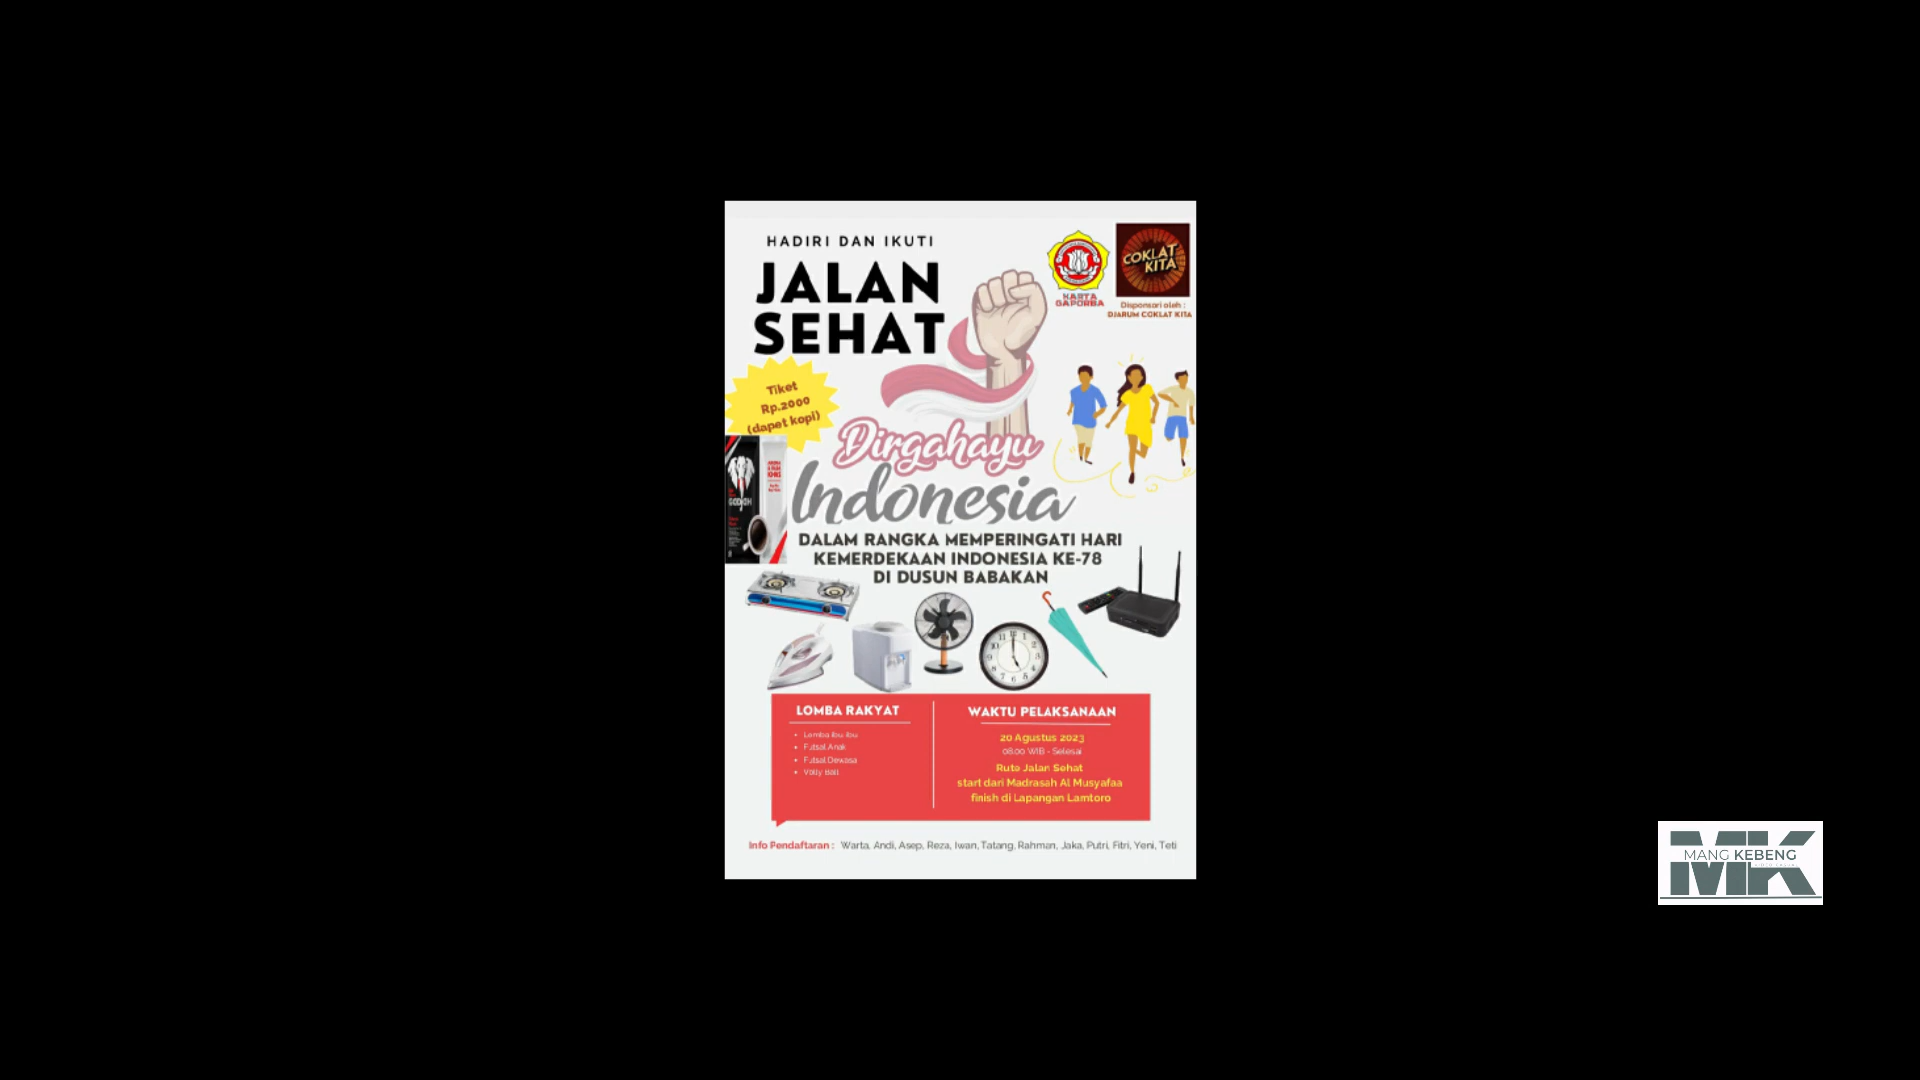 HADIRI DAN IKUTI
JALAN
SEHAT
KARTA
GAPORBA
COKLAT
KITA
Disponsori oleh :
DJARUM COKLAT KITA
Tiket
Rp.2000
(dapet kopi)
GADJAH
Dirgahayu
Indonesia
DALAM RANGKA MEMPERINGATI HARI
KEMERDEKAAN INDONESIA KE-78
DI DUSUN BABAKAN
LOMBA RAKYAT
• Lomba Ibu Ibu
• Futsal Anak
• Futsal Dewasa
• Volly Ball
WAKTU PELAKSANAAN
20 Agustus 2023
08.00 WIB - Selesai
Rute Jalan Sehat
start dari Madrasah Al Musyafaa
finish di Lapangan Lamtoro
Info Pendaftaran : Warta, Andi, Asep, Reza, Iwan, Tatang, Rahman, Jaka, Putri, Fitri, Yeni, Teti
MK
MANG KEBENG